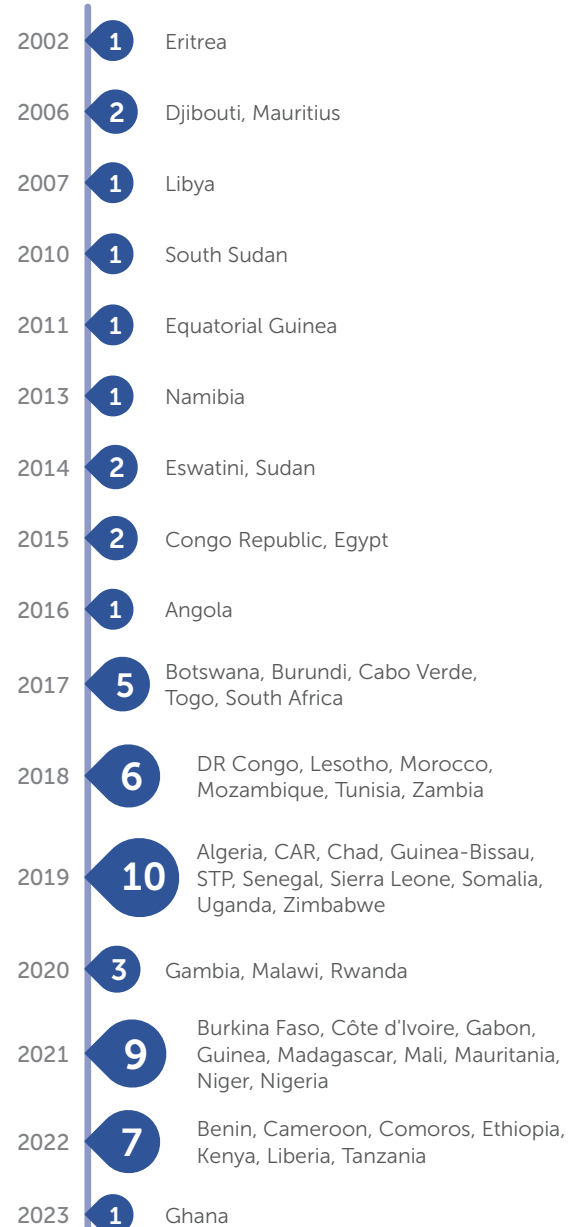 2002 1 Eritrea
2006 2 Djibouti, Mauritius
2007 1 Libya
2010 1 South Sudan
2011 1 Equatorial Guinea
2013 1 Namibia
2014 2 Eswatini, Sudan
2015 2 Congo Republic, Egypt
2016 1 Angola
2017 5 Botswana, Burundi, Cabo Verde,
Togo, South Africa
2018 6 DR Congo, Lesotho, Morocco,
Mozambique, Tunisia, Zambia
2019 10 Algeria, CAR, Chad, Guinea-Bissau,
STP, Senegal, Sierra Leone, Somalia,
Uganda, Zimbabwe
2020 3 Gambia, Malawi, Rwanda
2021 9 Burkina Faso, Côte d'Ivoire, Gabon,
Guinea, Madagascar, Mali, Mauritania,
Niger, Nigeria
2022 7 Benin, Cameroon, Comoros, Ethiopia,
Kenya, Liberia, Tanzania
2023 1 Ghana